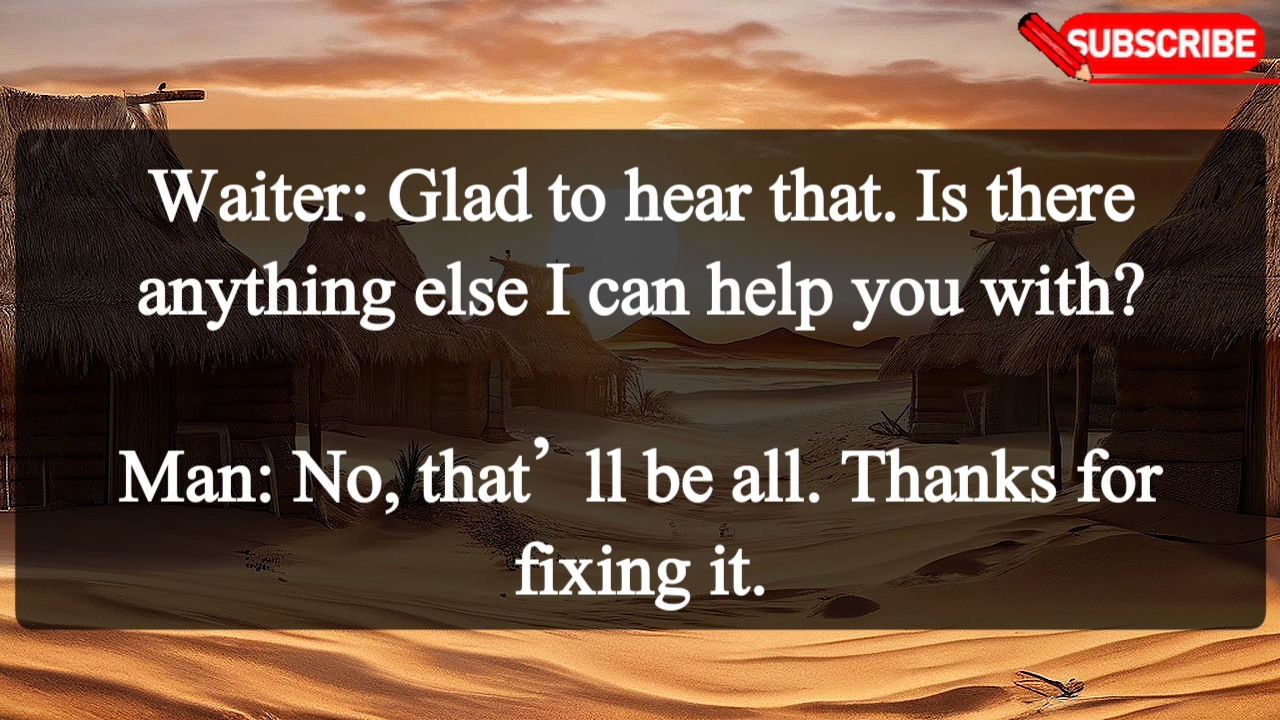 SUBSCRIBE
Waiter: Glad to hear that. Is there
anything else I can help you with?
Man: No, that’ll be all. Thanks for
fixing it.